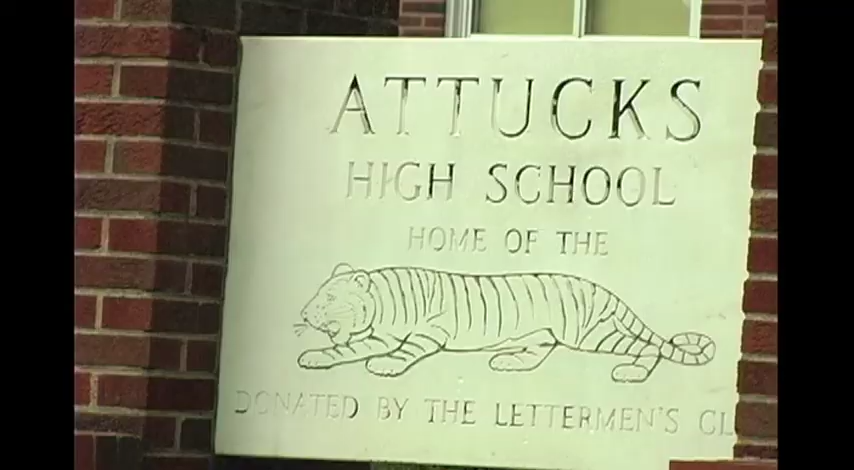 ATTUCKS
HIGH SCHOOL
HOME OF THE
DONATED BY THE LETTERMEN'S CL